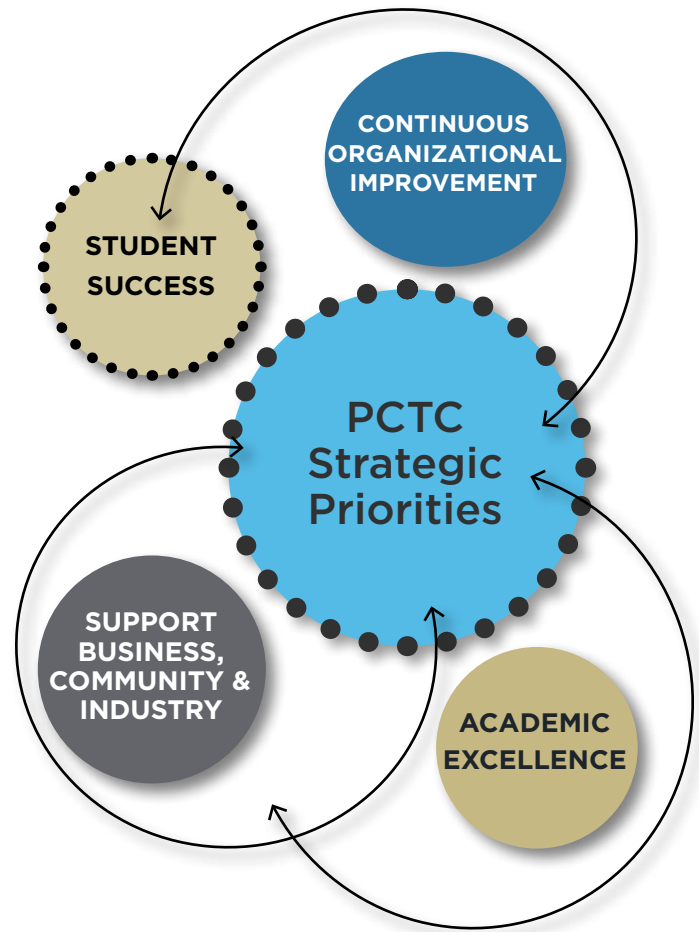 CONTINUOUS
ORGANIZATIONAL
IMPROVEMENT
STUDENT
SUCCESS
PCTC
Strategic
Priorities
SUPPORT
BUSINESS,
COMMUNITY &
INDUSTRY
ACADEMIC
EXCELLENCE